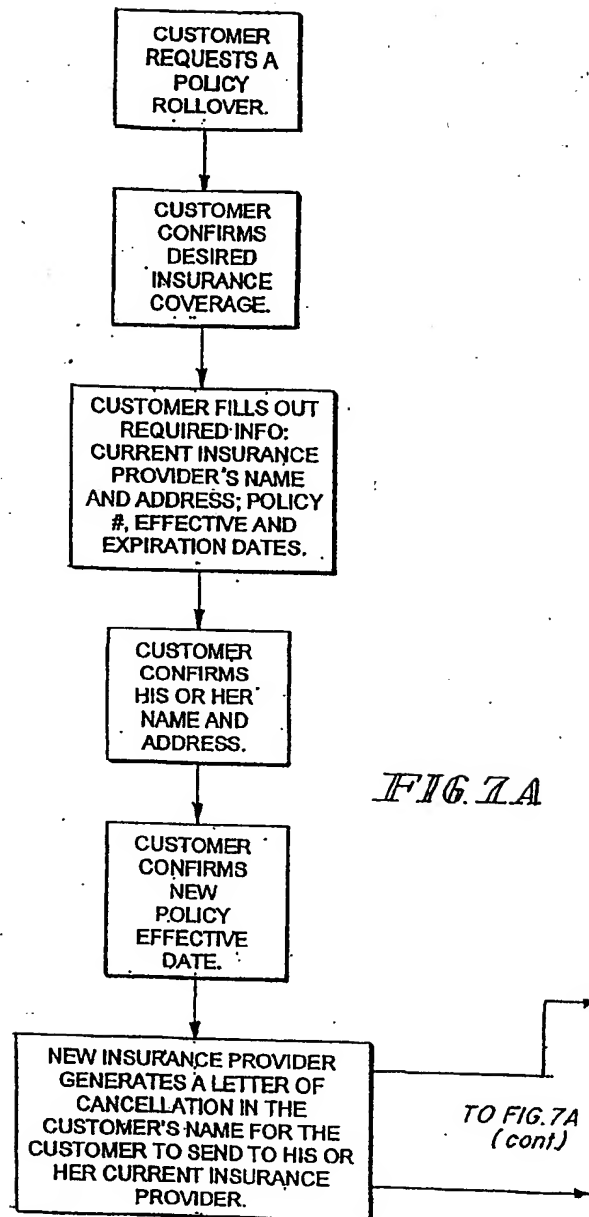 CUSTOMER
REQUESTS A
POLICY
ROLLOVER.
CUSTOMER
CONFIRMS
DESIRED
INSURANCE
COVERAGE.
CUSTOMER FILLS OUT
REQUIRED INFO:
CURRENT INSURANCE
PROVIDER'S NAME
AND ADDRESS; POLICY
#, EFFECTIVE AND
EXPIRATION DATES.
CUSTOMER
CONFIRMS
HIS OR HER
NAME AND
ADDRESS.
FIG. 7A
CUSTOMER
CONFIRMS
NEW
POLICY
EFFECTIVE
DATE.
NEW INSURANCE PROVIDER
GENERATES A LETTER OF
CANCELLATION IN THE
CUSTOMER'S NAME FOR THE
CUSTOMER TO SEND TO HIS OR
HER CURRENT INSURANCE
PROVIDER.
TO FIG. 7A
(cont.)